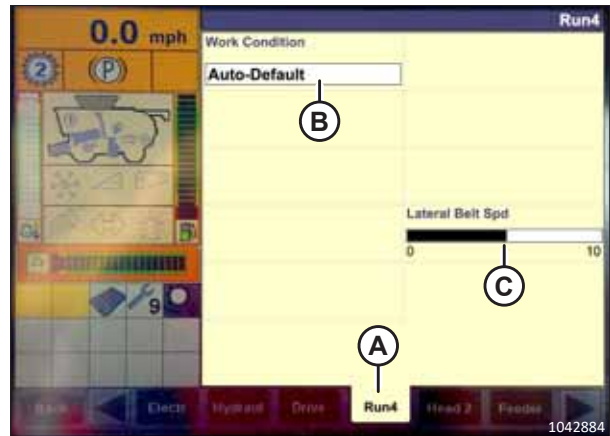 Run4
0.0 mph
Work Condition
2
P
Auto-Default
B
Lateral Belt Spd
0
10
C
9
A
Back
Electr
Hydraul
Drive
Run4
Head 2
Feeder
1042884